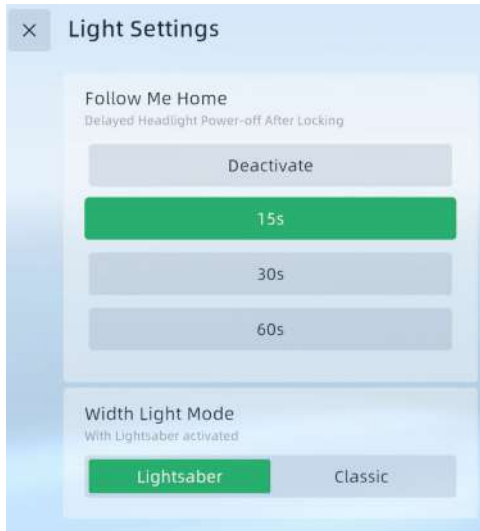 Light Settings
Follow Me Home
Delayed Headlight Power-off After Locking
Deactivate
15s
30s
60s
Width Light Mode
With Lightsaber activated
Lightsaber Classic